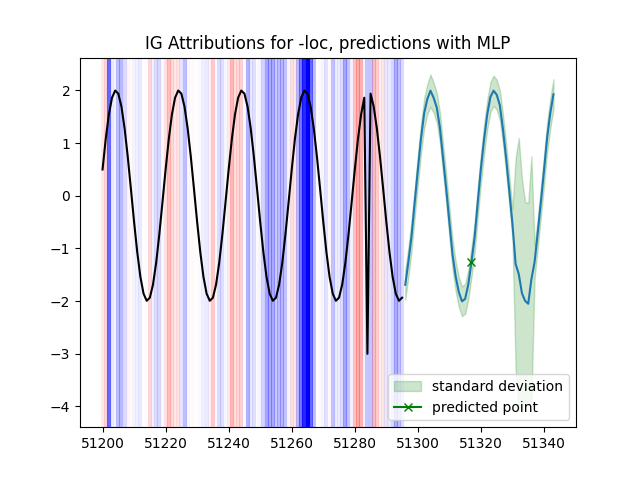 IG Attributions for -loc, predictions with MLP
2
1
0
−1
−2
−3
−4
standard deviation
predicted point
51200 51220 51240 51260 51280 51300 51320 51340